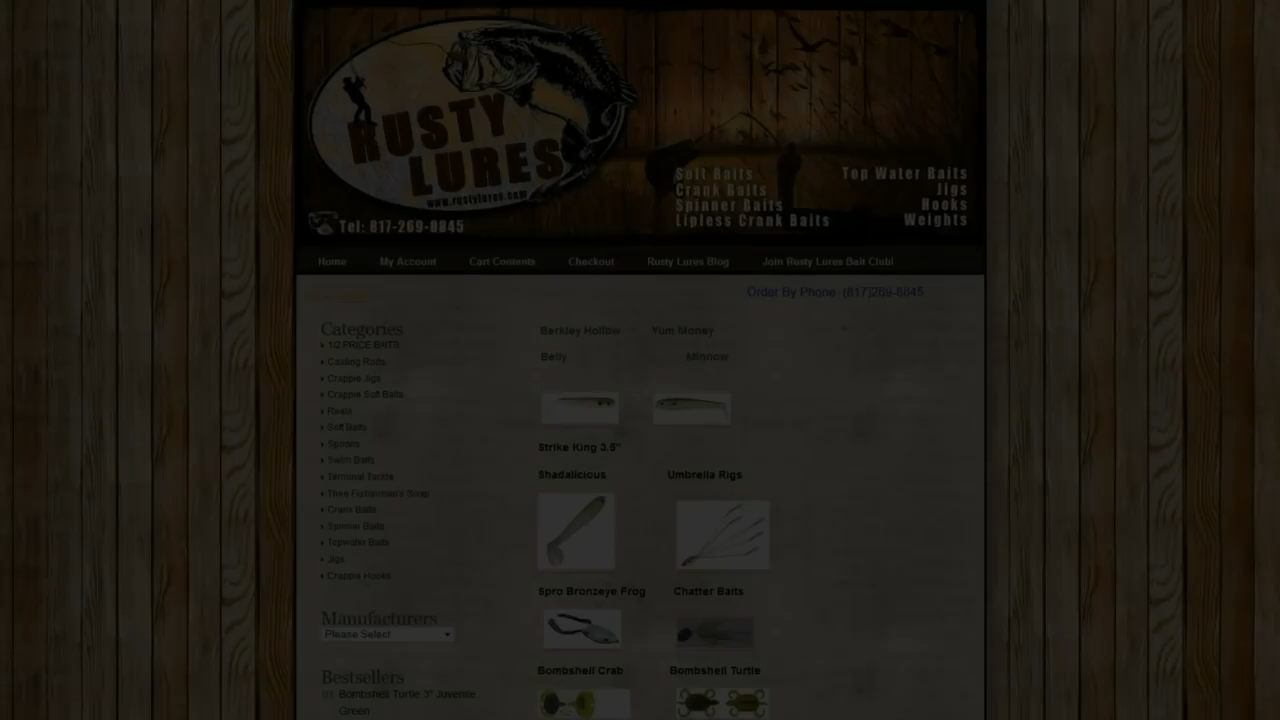 RUSTY
LURES
www.rustylures.com
Tel: 817-269-8845
Soft Baits
Crank Baits
Spinner Baits
Lipless Crank Baits
Top Water Baits
Jigs
Hooks
Weights
Home My Account Cart Contents Checkout Rusty Lures Blog Join Rusty Lures Bait Club!
Order By Phone (817)269-8845
Categories
1/2 PRICE BAITS
Casting Rods
Crappie Jigs
Crappie Soft Baits
Reels
Soft Baits
Spoons
Swim Baits
Terminal Tackle
Thee Fisherman's Soap
Crank Baits
Spinner Baits
Topwater Baits
Jigs
Crappie Hooks
Manufacturers
Please Select
Bestsellers
01. Bombshell Turtle 3" Juvenile
Green
Barkley Hollow Yum Money
Belly Minnow
Strike King 3.5"
Shadalicious Umbrella Rigs
Spro Bronzeye Frog Chatter Baits
Bombshell Crab Bombshell Turtle